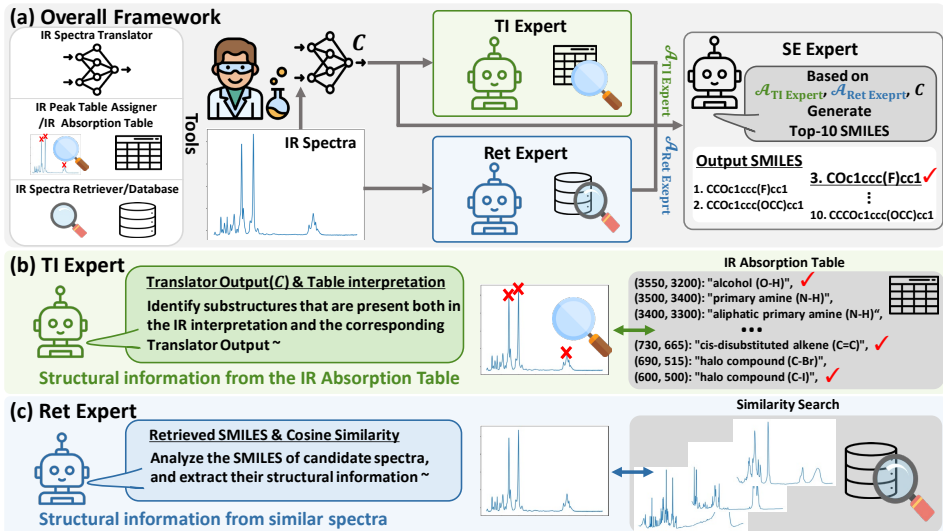 (a) Overall Framework
IR Spectra Translator
IR Peak Table Assigner
/IR Absorption Table
IR Spectra Retriever/Database
Tools
C
IR Spectra
TI Expert
Ret Expert
𝒜TI Expert
𝒜Ret Exeprt
SE Expert
Based on
𝒜TI Expert, 𝒜Ret Exeprt, C
Generate
Top-10 SMILES
Output SMILES
1. CCOc1ccc(F)cc1
2. CCOc1ccc(OCC)cc1
3. COc1ccc(F)cc1
⋮
10. CCCOc1ccc(OCC)cc1
(b) TI Expert
Translator Output(C) & Table interpretation
Identify substructures that are present both in
the IR interpretation and the corresponding
Translator Output ~
Structural information from the IR Absorption Table
IR Absorption Table
(3550, 3200): "alcohol (O-H)",
(3500, 3400): "primary amine (N-H)",
(3400, 3300): "aliphatic primary amine (N-H)“,
•••
(730, 665): "cis-disubstituted alkene (C=C)",
(690, 515): "halo compound (C-Br)",
(600, 500): "halo compound (C-I)",
(c) Ret Expert
Retrieved SMILES & Cosine Similarity
Analyze the SMILES of candidate spectra,
and extract their structural information ~
Structural information from similar spectra
Similarity Search